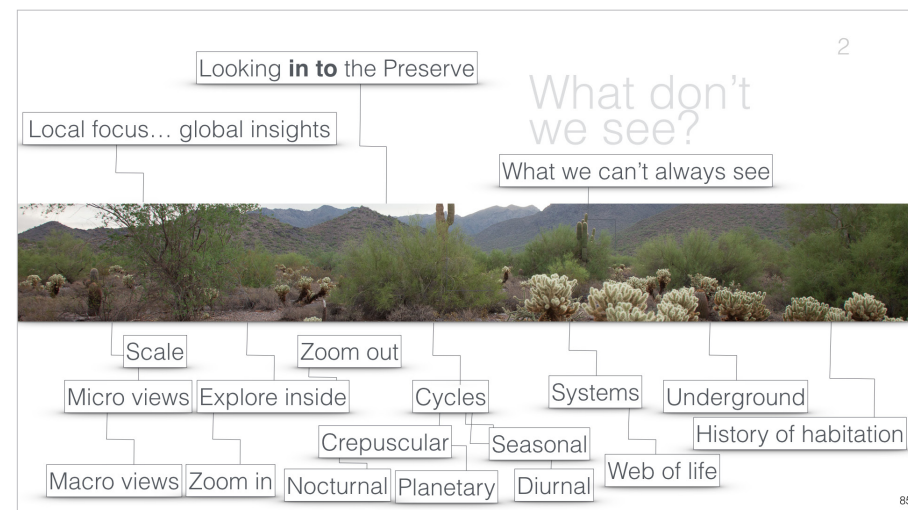 2
Looking in to the Preserve
What don't
we see?
Local focus... global insights
What we can't always see
Scale
Zoom out
Micro views
Explore inside
Cycles
Systems
Underground
Crepuscular
Seasonal
History of habitation
Macro views
Zoom in
Nocturnal
Planetary
Diurnal
Web of life
85